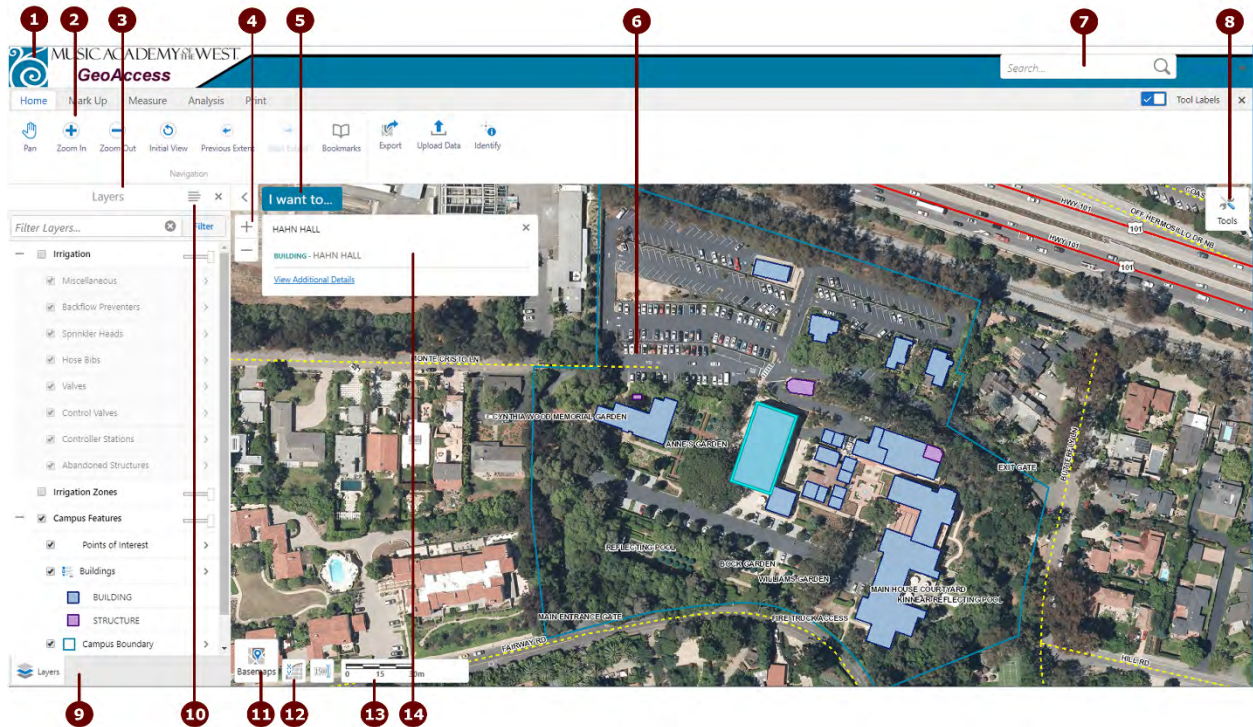 1 2 3 4 5 6 7 8
MUSIC ACADEMY OF THE WEST
GeoAccess
Search...
Home Mark Up Measure Analysis Print
Tool Labels
Pan Zoom In Zoom Out Initial View Previous Extent Next Extent Bookmarks Export Upload Data Identify
Navigation
Layers
I want to...
Tools
Filter Layers... Filter
HAHN HALL
BUILDING - HAHN HALL
View Additional Details
Irrigation
Miscellaneous
Backflow Preventers
Sprinkler Heads
Hose Bibs
Valves
Control Valves
Controller Stations
Abandoned Structures
Irrigation Zones
Campus Features
Points of Interest
Buildings
BUILDING
STRUCTURE
Campus Boundary
Layers
HWY 101
101
OFF HERMOSILLO DR NB
HWY 101
101
MONTE CRISTO LN
CYNTHIA WOOD MEMORIAL GARDEN
ANNE'S GARDEN
EXIT GATE
BUTTERFLY LN
REFLECTING POOL
BOCK GARDEN
WILLIAMS GARDEN
MAIN HOUSE COURTYARD
KINNEAR REFLECTING POOL
MAIN ENTRANCE GATE
FIRE TRUCK ACCESS
FAIRWAY RD
HILL RD
Basemaps
0 15 30m
9 10 11 12 13 14